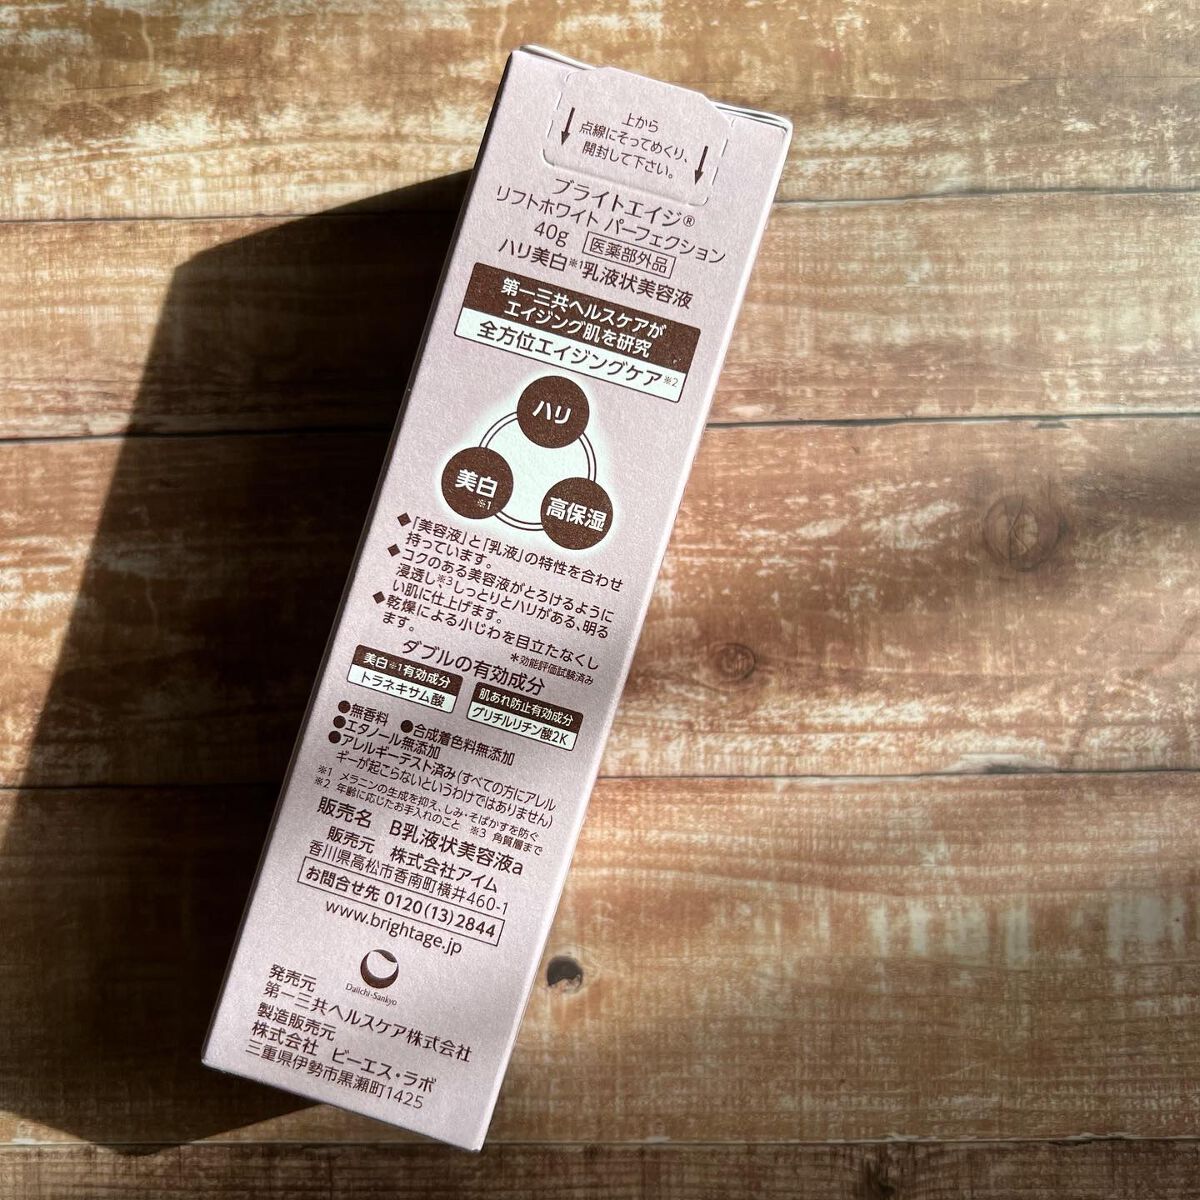 上から
点線にそってめくり、
開封して下さい。
ブライトエイジ®
リフトホワイト パーフェクション
40g 医薬部外品
ハリ美白※1乳液状美容液
第一三共ヘルスケアが
エイジング肌を研究
全方位エイジングケア※2
ハリ
美白
※1
高保湿
◆「美容液」と「乳液」の特性を合わせ
持っています。
◆コクのある美容液がとろけるように
浸透し、※3しっとりとハリがある、明る
い肌に仕上げます。
◆乾燥による小じわを目立たなくし
ます。
*効能評価試験済み
ダブルの有効成分
美白※1有効成分
トラネキサム酸
肌あれ防止有効成分
グリチルリチン酸2K
●無香料 ●合成着色料無添加
●エタノール無添加
●アレルギーテスト済み(すべての方にアレル
ギーが起こらないというわけではありません)
※1 メラニンの生成を抑え、しみ・そばかすを防ぐ
※2 年齢に応じたお手入れのこと ※3 角質層まで
販売名 B乳液状美容液a
販売元 株式会社アイム
香川県高松市香南町横井460-1
お問合せ先 0120(13)2844
www.brightage.jp
Daiichi-Sankyo
発売元
第一三共ヘルスケア株式会社
製造販売元
株式会社 ビーエス・ラボ
三重県伊勢市黒瀬町1425